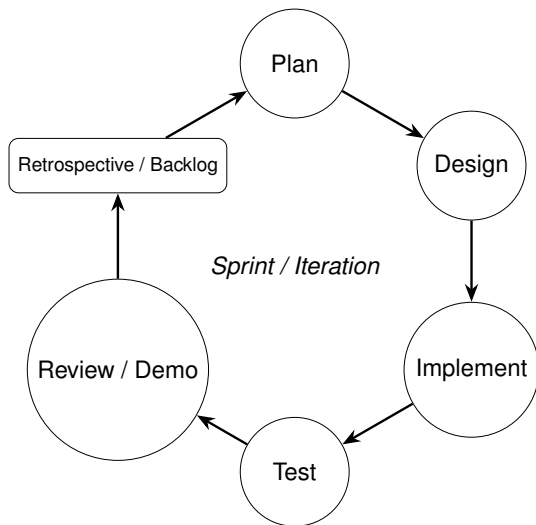 Plan
Design
Implement
Test
Review / Demo
Retrospective / Backlog
Sprint / Iteration